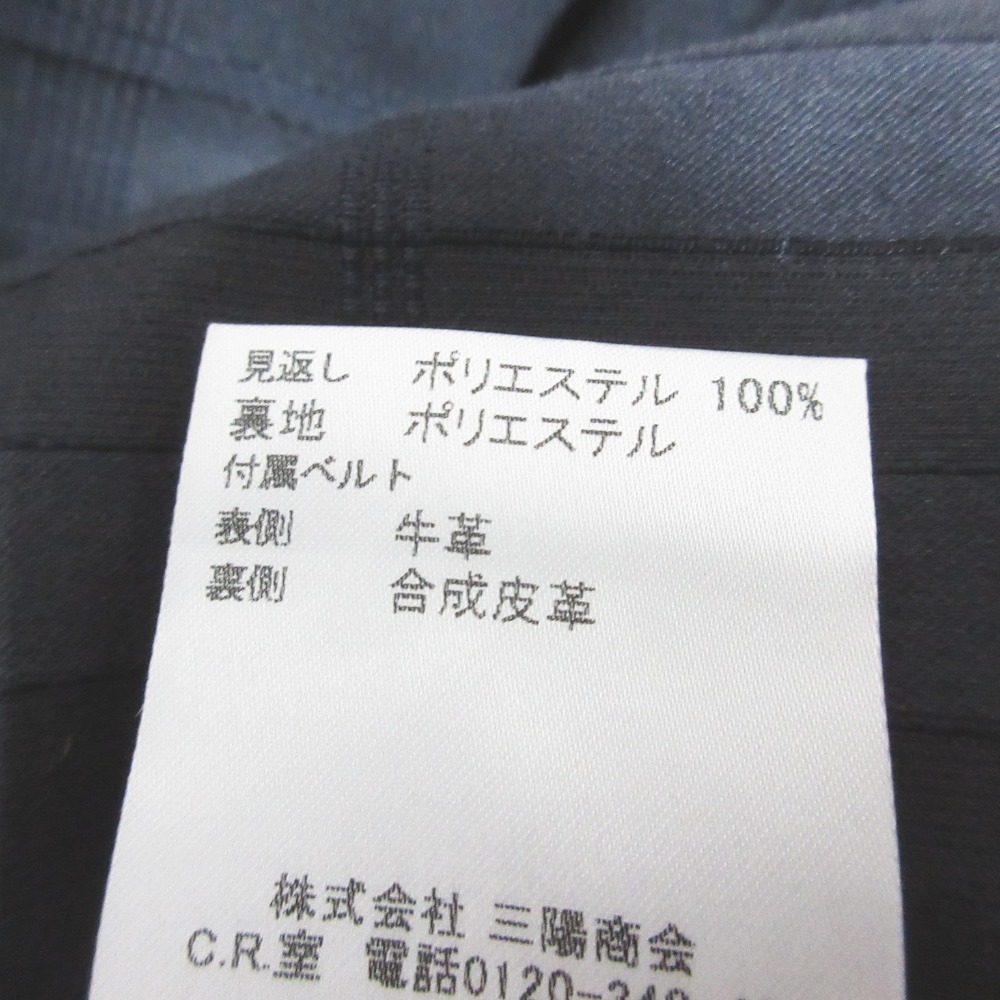 見返し ポリエステル 100%
裏地 ポリエステル
付属ベルト
表側 牛革
裏側 合成皮革
株式会社 三陽商会
C.R.室 電話0120-340